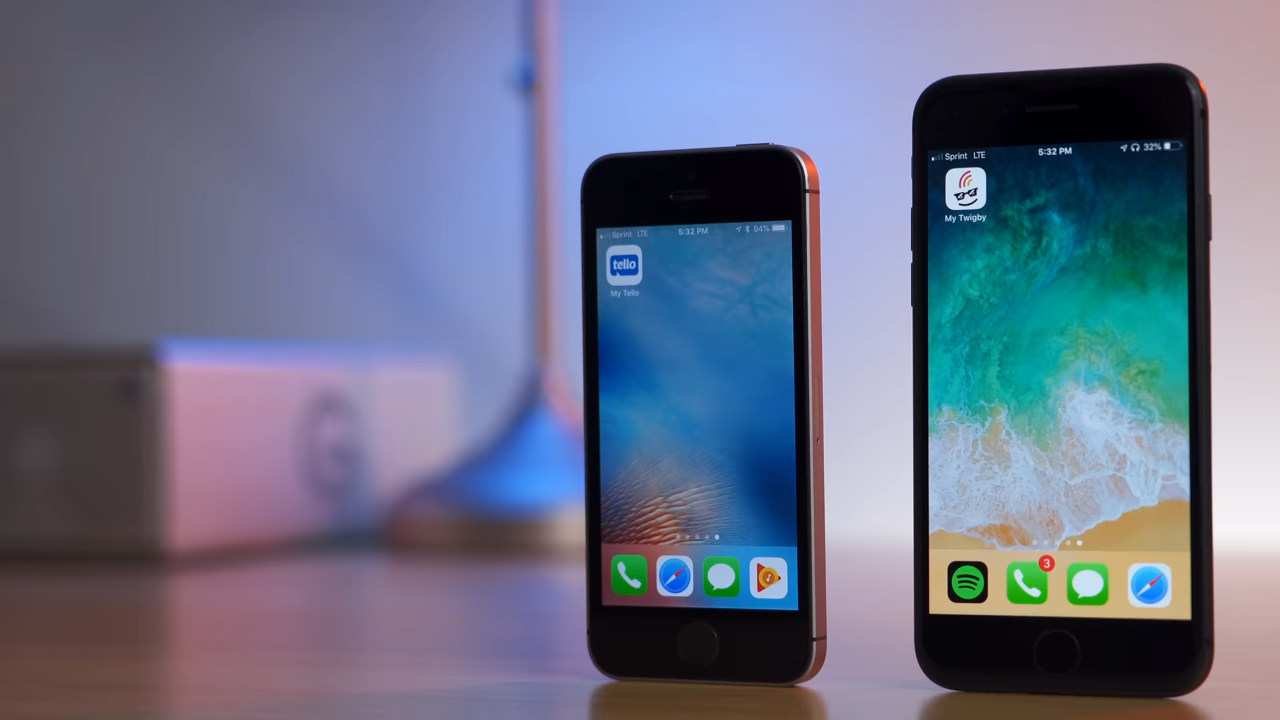 Sprint LTE 5:32 PM 94%
tello
My Tello
Sprint LTE 5:32 PM 32%
My Twigby
3
G